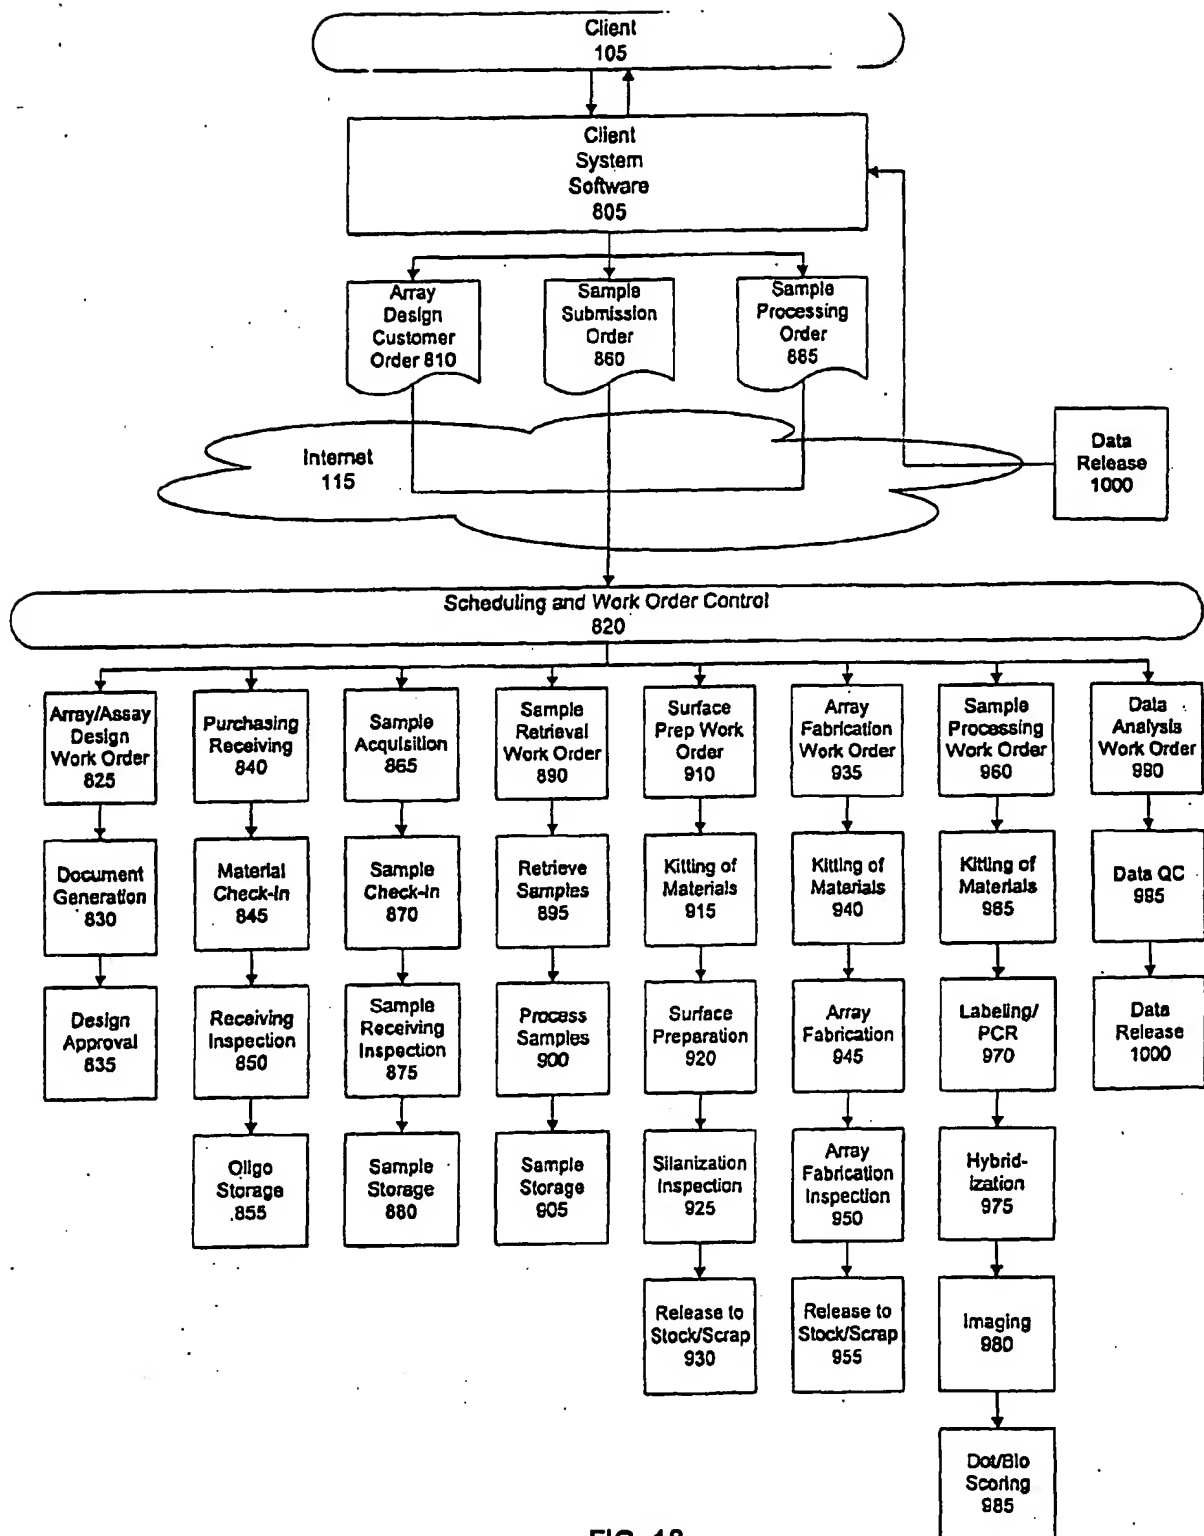 Client
105
Client
System
Software
805
Array
Design
Customer
Order 810
Sample
Submission
Order
860
Sample
Processing
Order
885
Internet
115
Data
Release
1000
Scheduling and Work Order Control
820
Array/Assay
Design
Work Order
825
Document
Generation
830
Design
Approval
835
Purchasing
Receiving
840
Material
Check-In
845
Receiving
Inspection
850
Oligo
Storage
855
Sample
Acquisition
865
Sample
Check-In
870
Sample
Receiving
Inspection
875
Sample
Storage
880
Sample
Retrieval
Work Order
890
Retrieve
Samples
895
Process
Samples
900
Sample
Storage
905
Surface
Prep Work
Order
910
Kitting of
Materials
915
Surface
Preparation
920
Silanization
Inspection
925
Release to
Stock/Scrap
930
Array
Fabrication
Work Order
935
Kitting of
Materials
940
Array
Fabrication
945
Array
Fabrication
Inspection
950
Release to
Stock/Scrap
955
Sample
Processing
Work Order
960
Kitting of
Materials
965
Labeling/
PCR
970
Hybrid-
ization
975
Imaging
980
Dot/Bio
Scoring
985
Data
Analysis
Work Order
990
Data QC
995
Data
Release
1000